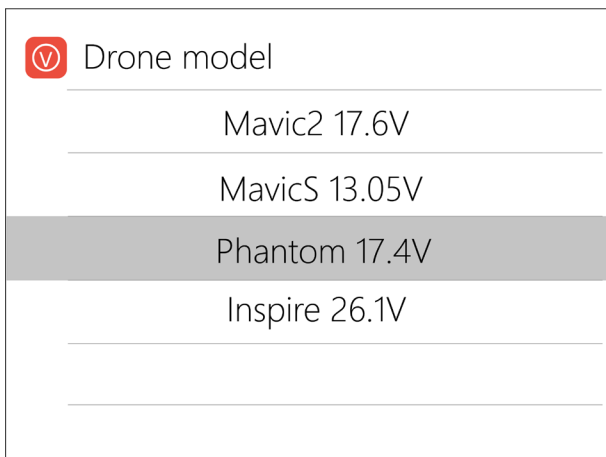 V Drone model
Mavic2 17.6V
MavicS 13.05V
Phantom 17.4V
Inspire 26.1V